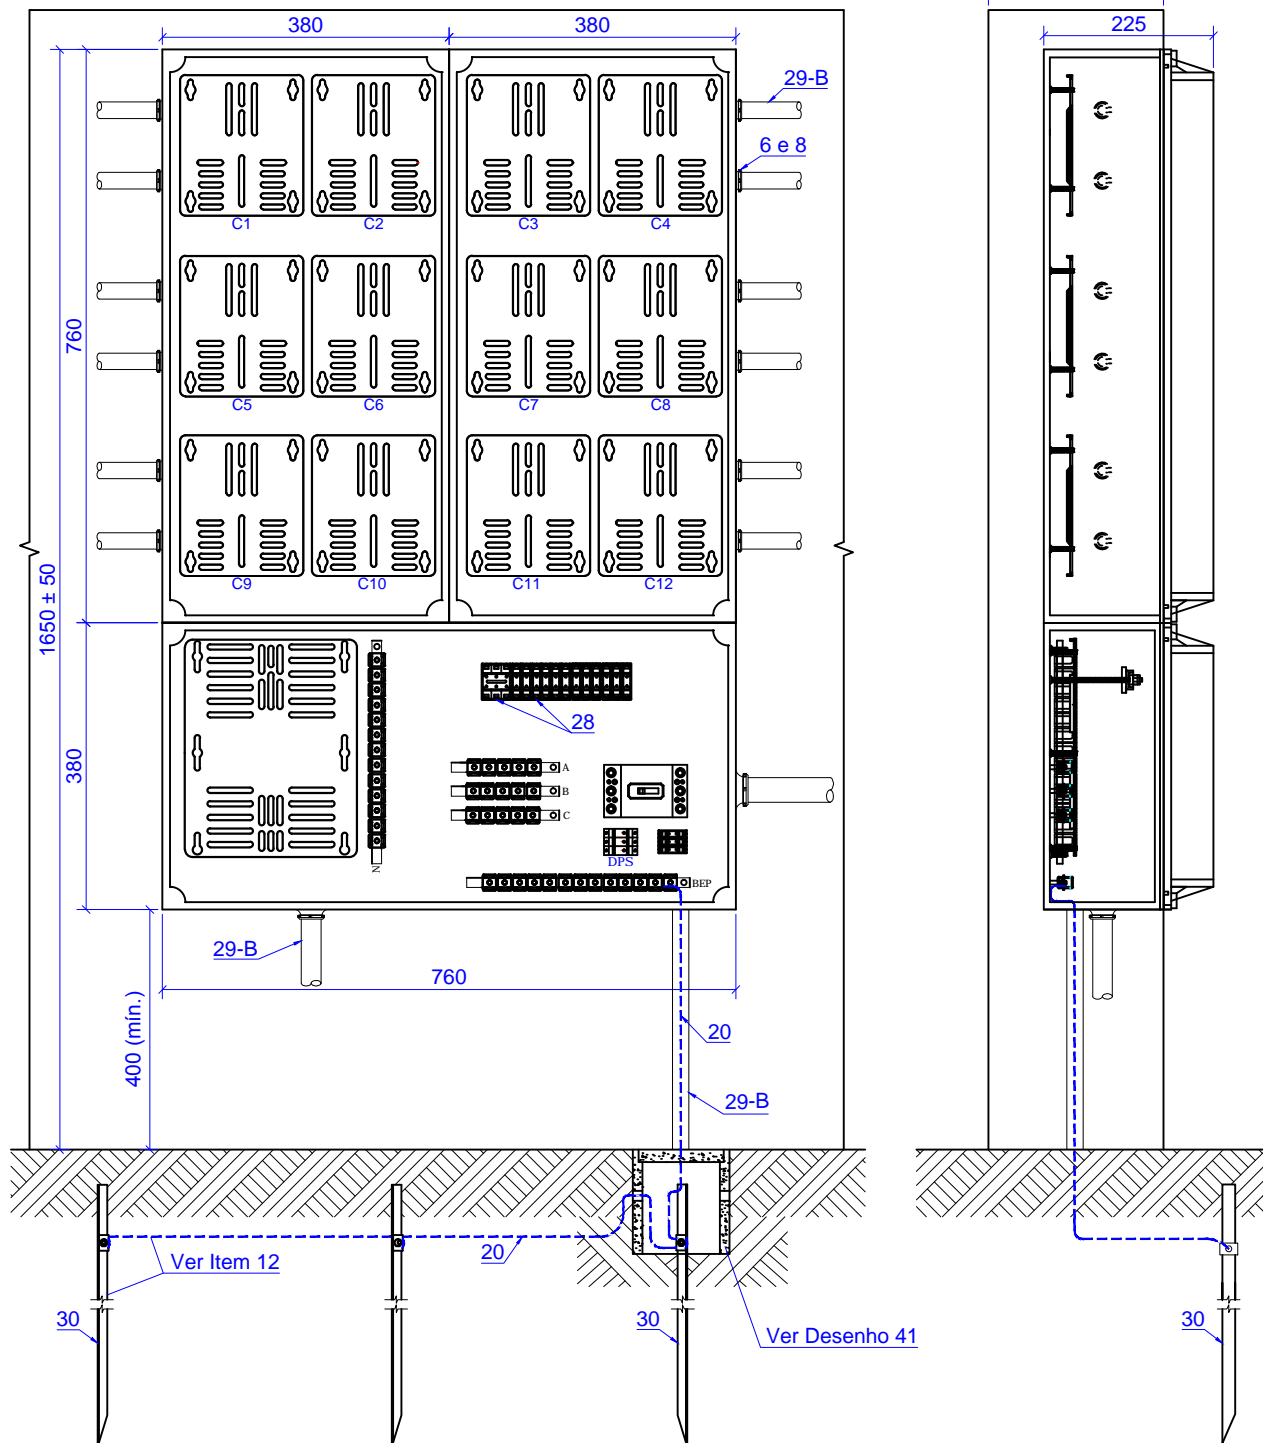 380
380
225
29-B
6 e 8
C1
C2
C3
C4
760
C5
C6
C7
C8
1650 ± 50
C9
C10
C11
C12
28
380
A
B
C
DPS
N
BEP
29-B
760
400 (mín.)
20
29-B
20
Ver Item 12
30
30
Ver Desenho 41
30